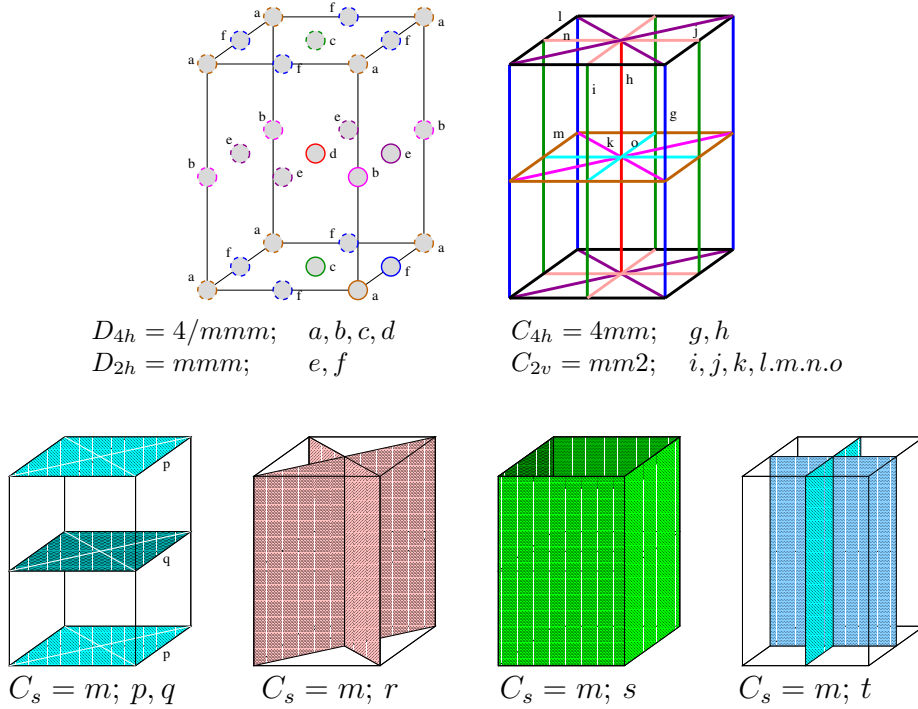 a f a l
f c f n j
a f a h
i
g
b b m
e e k o
d e
b e b
a f a
f c f
a f a
D4h = 4/mmm; a, b, c, d C4h = 4mm; g, h
D2h = mmm; e, f C2v = mm2; i, j, k, l.m.n.o
p
q
p
Cs = m; p, q Cs = m; r Cs = m; s Cs = m; t